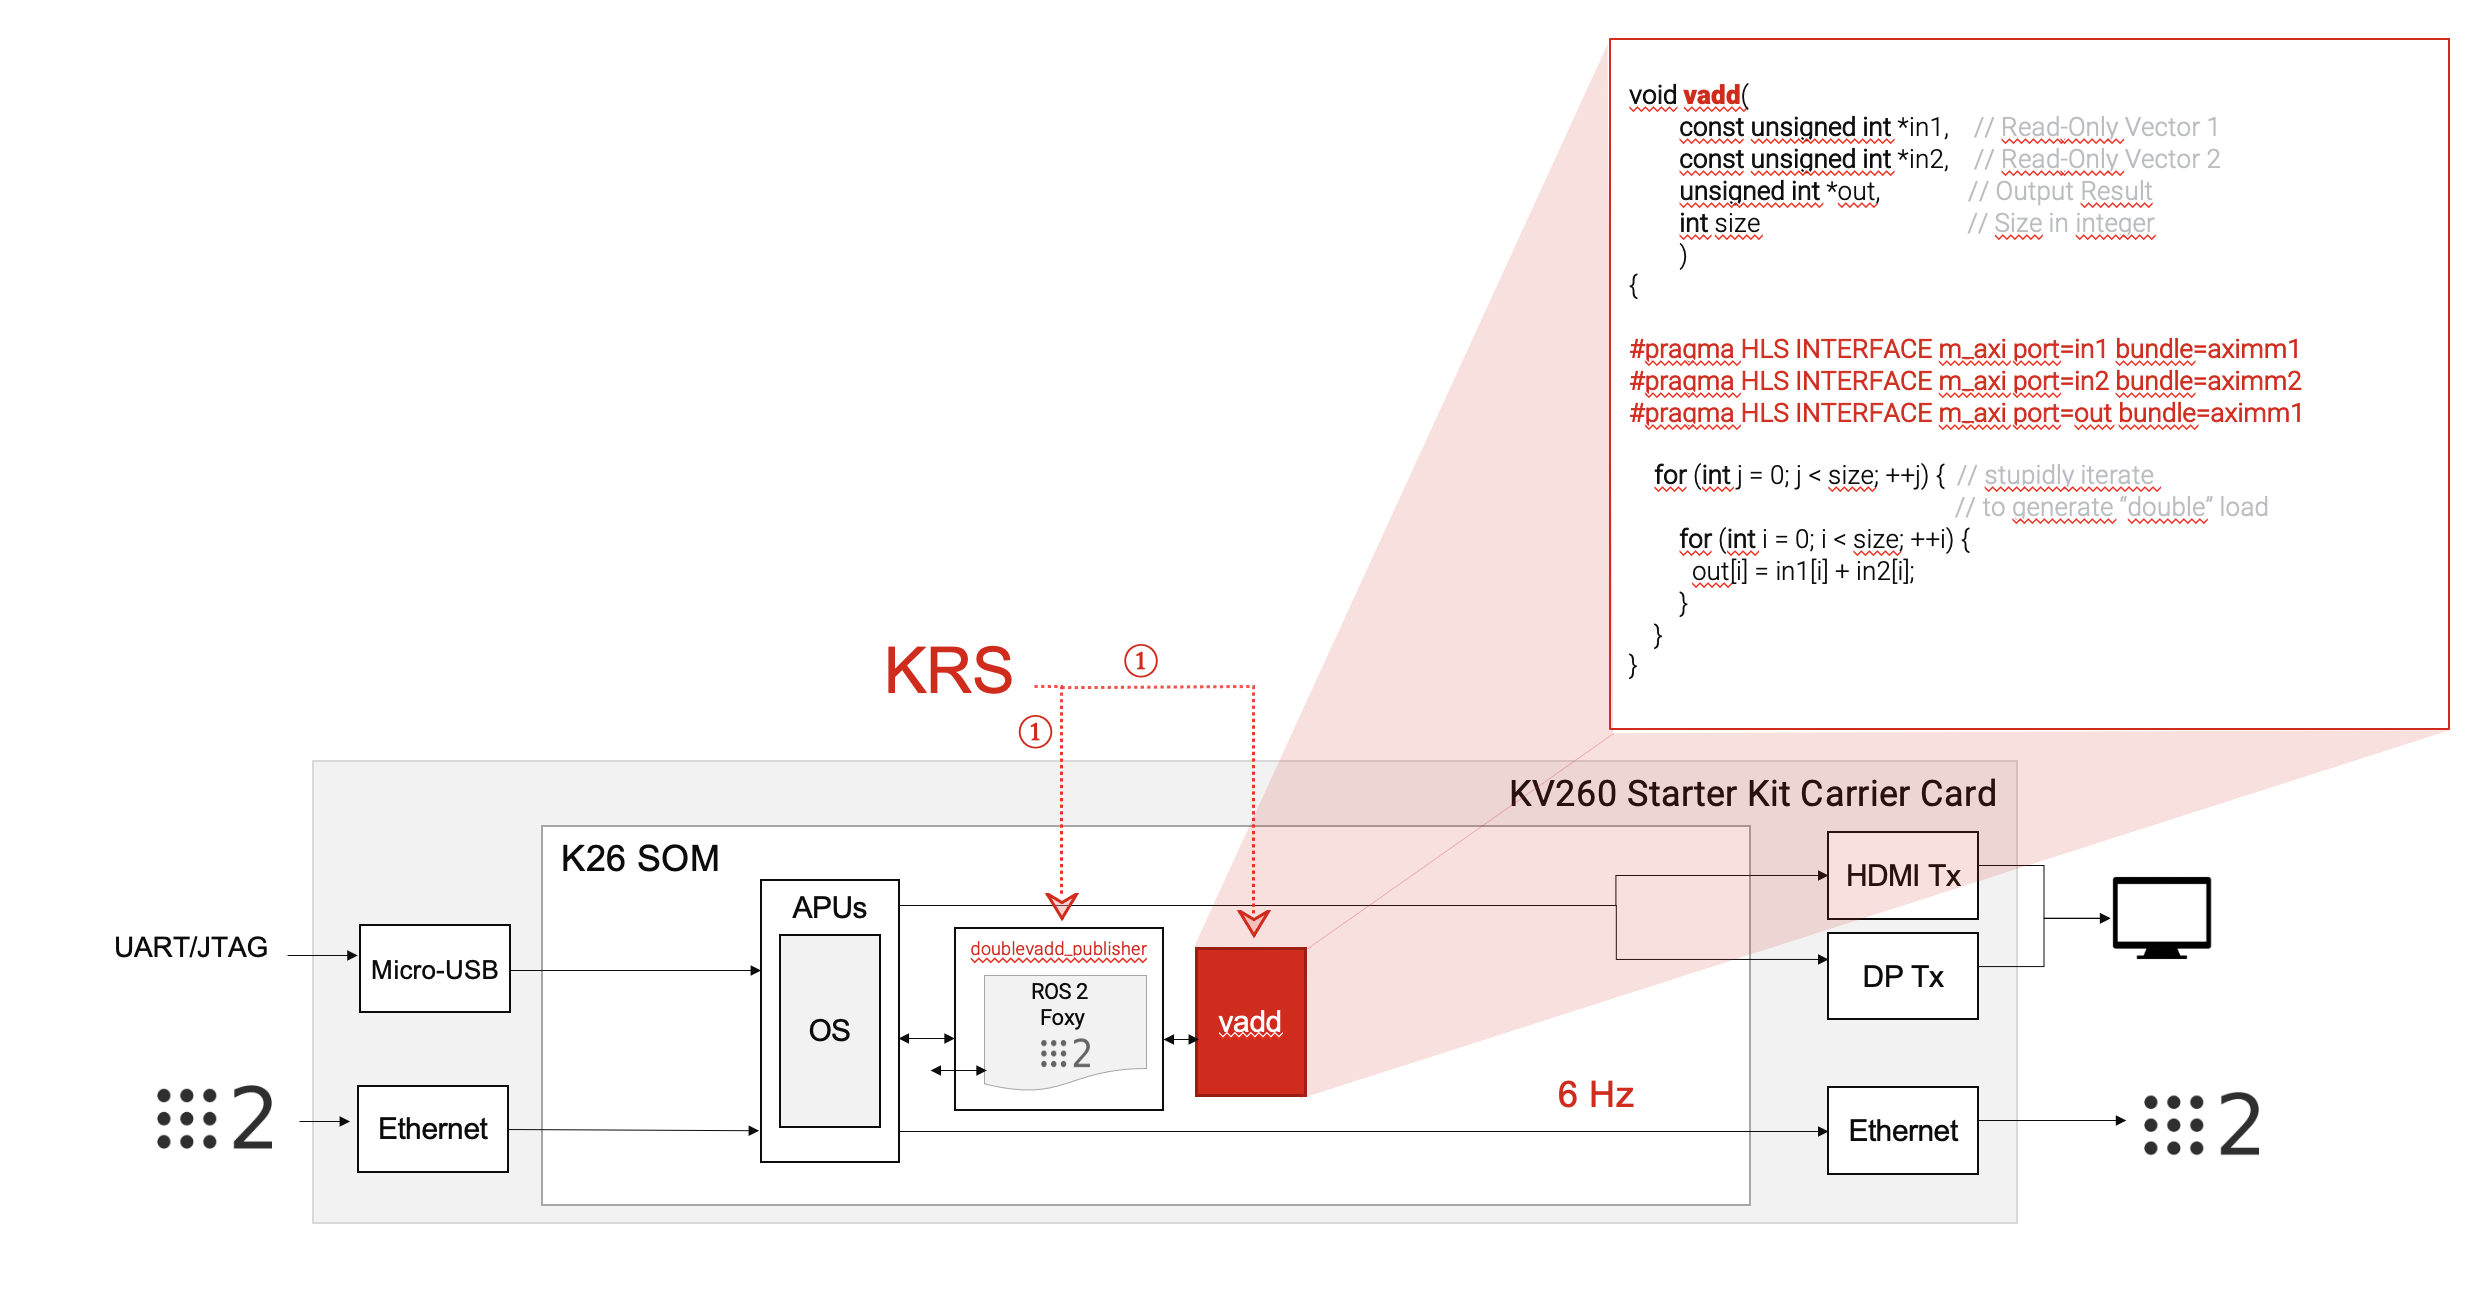 void vadd(
const unsigned int *in1, // Read-Only Vector 1
const unsigned int *in2, // Read-Only Vector 2
unsigned int *out, // Output Result
int size // Size in integer
)
{
#pragma HLS INTERFACE m_axi port=in1 bundle=aximm1
#pragma HLS INTERFACE m_axi port=in2 bundle=aximm2
#pragma HLS INTERFACE m_axi port=out bundle=aximm1
for (int j = 0; j < size; ++j) { // stupidly iterate
// to generate “double” load
for (int i = 0; i < size; ++i) {
out[i] = in1[i] + in2[i];
}
}
}
KRS
①
①
KV260 Starter Kit Carrier Card
K26 SOM
UART/JTAG
Micro-USB
APUs
OS
doublevadd_publisher
ROS 2
Foxy
2
vadd
HDMI Tx
DP Tx
6 Hz
2
Ethernet
Ethernet
2